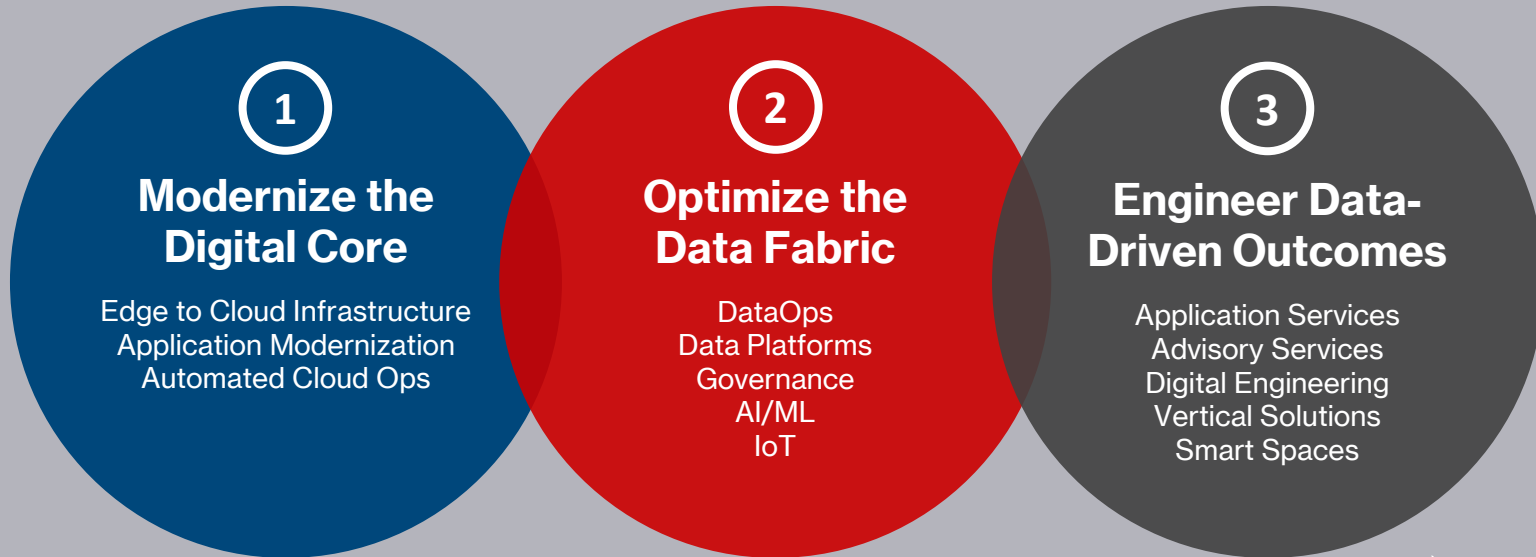 1
Modernize the
Digital Core
Edge to Cloud Infrastructure
Application Modernization
Automated Cloud Ops
2
Optimize the
Data Fabric
DataOps
Data Platforms
Governance
AI/ML
IoT
3
Engineer Data-
Driven Outcomes
Application Services
Advisory Services
Digital Engineering
Vertical Solutions
Smart Spaces